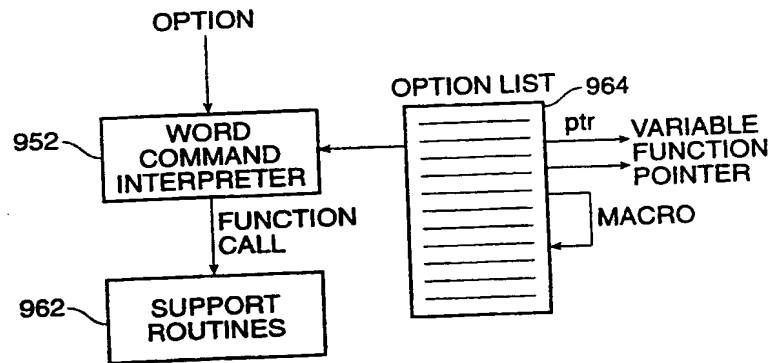 OPTION
952
WORD
COMMAND
INTERPRETER
FUNCTION
CALL
962
SUPPORT
ROUTINES
OPTION LIST
964
ptr
VARIABLE
FUNCTION
POINTER
MACRO